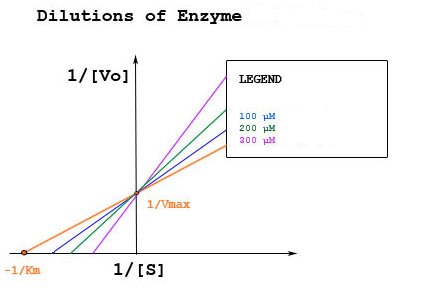 Dilutions of Enzyme
1/[Vo]
LEGEND
100 µM
200 µM
300 µM
1/Vmax
-1/Km
1/[S]